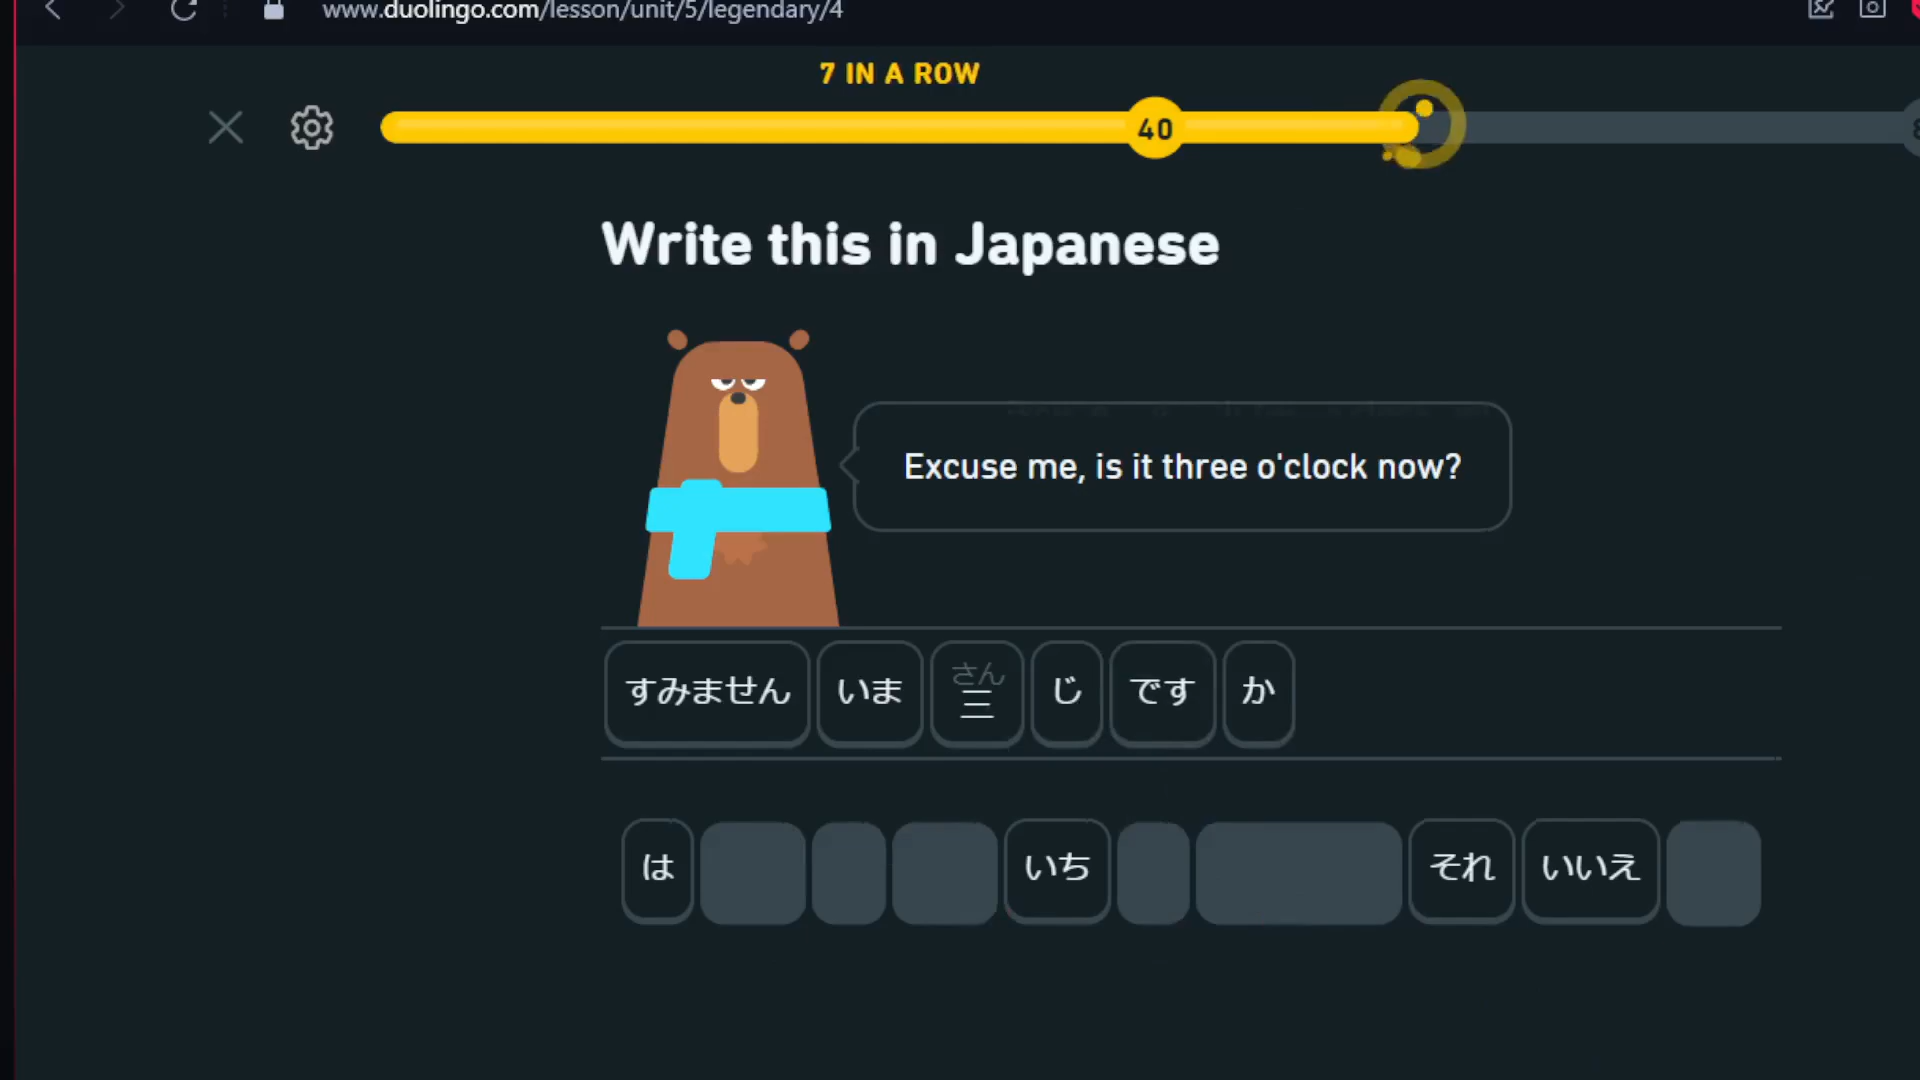 www.duolingo.com/lesson/unit/5/legendary/4
7 IN A ROW
40
Write this in Japanese
Excuse me, is it three o'clock now?
すみません いま 三 じ です か
さん
は いち それ いいえ